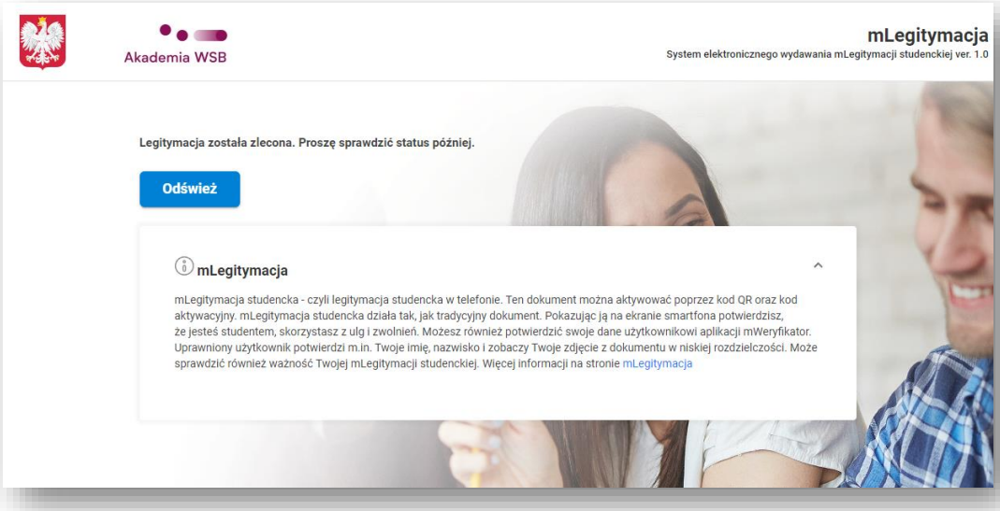 Akademia WSB
mLegitymacja
System elektronicznego wydawania mLegitymacji studenckiej ver. 1.0
Legitymacja została zlecona. Proszę sprawdzić status później.
Odśwież
mLegitymacja
mLegitymacja studencka - czyli legitymacja studencka w telefonie. Ten dokument można aktywować poprzez kod QR oraz kod
aktywacyjny. mLegitymacja studencka działa tak, jak tradycyjny dokument. Pokazując ją na ekranie smartfona potwierdzisz,
że jesteś studentem, skorzystasz z ulg i zwolnień. Możesz również potwierdzić swoje dane użytkownikowi aplikacji mWeryfikator.
Uprawniony użytkownik potwierdzi m.in. Twoje imię, nazwisko i zobaczy Twoje zdjęcie z dokumentu w niskiej rozdzielczości. Może
sprawdzić również ważność Twojej mLegitymacji studenckiej. Więcej informacji na stronie mLegitymacja